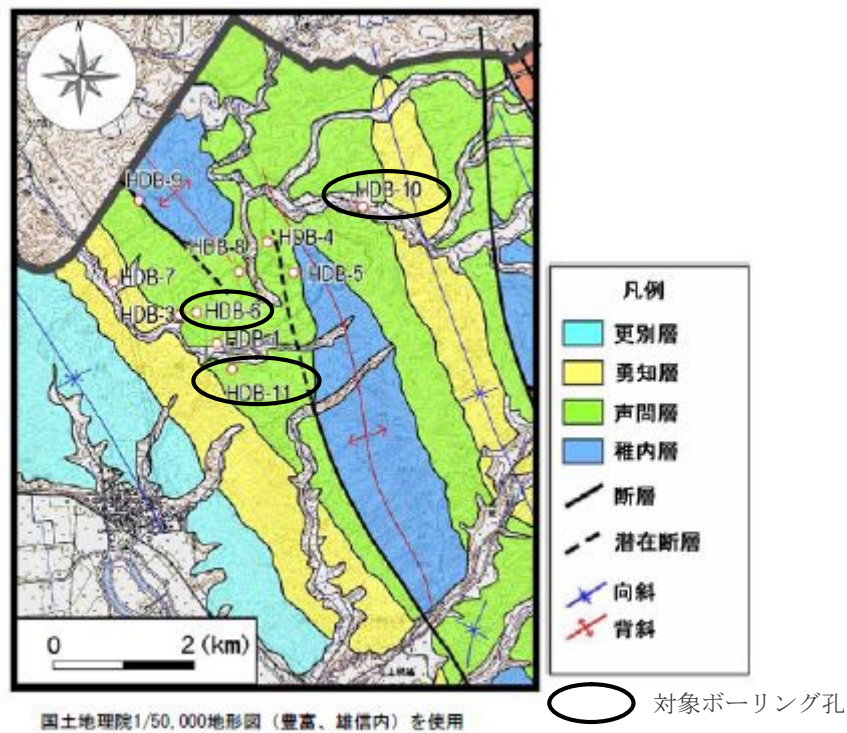 N
HDB-9
HDB-10
HDB-4
HDB-8
HDB-5
HDB-7
HDB-3
HDB-6
HDB-1
HDB-11
0 2 (km)
凡例
更別層
勇知層
声問層
稚内層
断層
潜在断層
向斜
背斜
対象ボーリング孔
国土地理院1/50,000地形図（豊富、雄信内）を使用